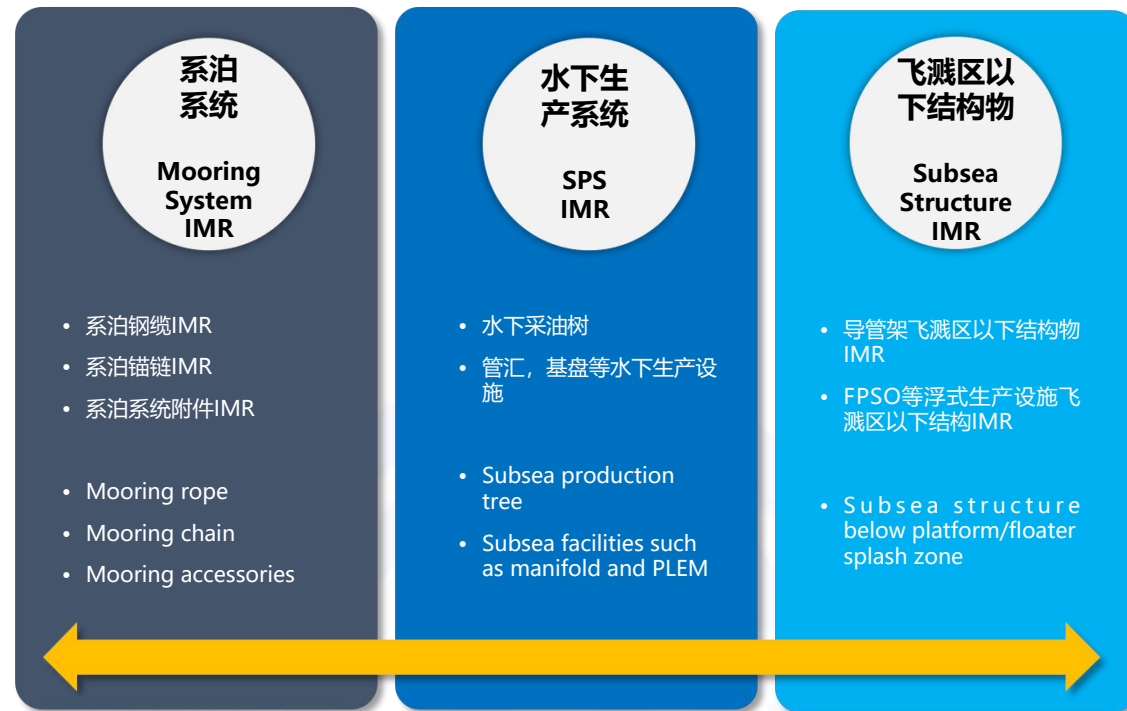 系泊
系统
Mooring
System
IMR
• 系泊钢缆IMR
• 系泊锚链IMR
• 系泊系统附件IMR
• Mooring rope
• Mooring chain
• Mooring accessories
水下生
产系统
SPS
IMR
• 水下采油树
• 管汇，基盘等水下生产设
施
• Subsea production
tree
• Subsea facilities such
as manifold and PLEM
飞溅区以
下结构物
Subsea
Structure
IMR
• 导管架飞溅区以下结构物
IMR
• FPSO等浮式生产设施飞
溅区以下结构IMR
• Subsea structure
below platform/floater
splash zone